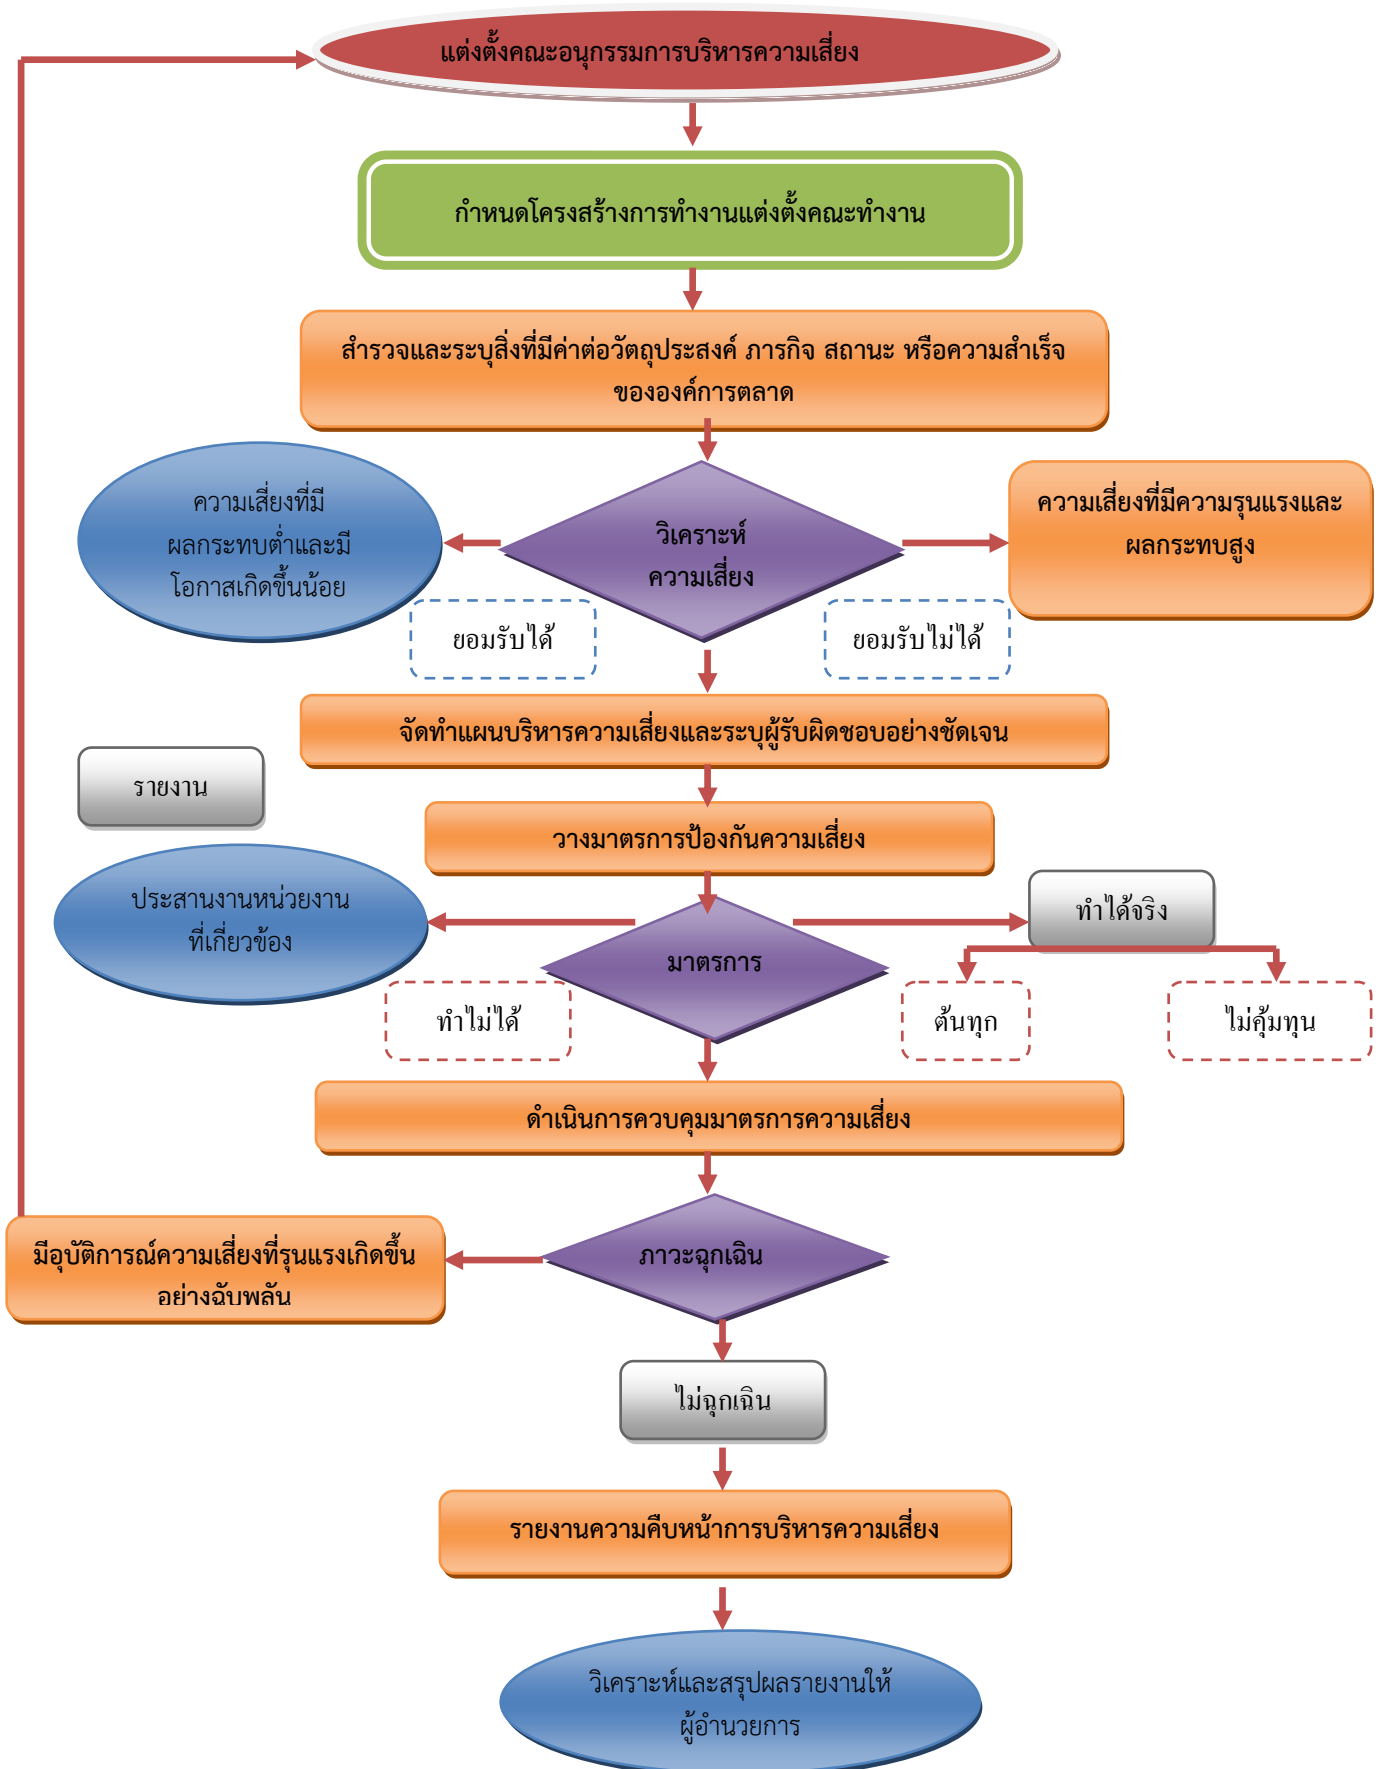 แต่งตั้งคณะอนุกรรมการบริหารความเสี่ยง
กำหนดโครงสร้างการทำงานแต่งตั้งคณะทำงาน
สำรวจและระบุสิ่งที่มีค่าต่อวัตถุประสงค์ ภารกิจ สถานะ หรือความสำเร็จ
ขององค์การตลาด
ความเสี่ยงที่มี
ผลกระทบต่ำและมี
โอกาสเกิดขึ้นน้อย
วิเคราะห์
ความเสี่ยง
ความเสี่ยงที่มีความรุนแรงและ
ผลกระทบสูง
ยอมรับได้
ยอมรับไม่ได้
จัดทำแผนบริหารความเสี่ยงและระบุผู้รับผิดชอบอย่างชัดเจน
รายงาน
วางมาตรการป้องกันความเสี่ยง
ประสานงานหน่วยงาน
ที่เกี่ยวข้อง
มาตรการ
ทำได้จริง
ทำไม่ได้
ต้นทุก
ไม่คุ้มทุน
ดำเนินการควบคุมมาตรการความเสี่ยง
มีอุบัติการณ์ความเสี่ยงที่รุนแรงเกิดขึ้น
อย่างฉับพลัน
ภาวะฉุกเฉิน
ไม่ฉุกเฉิน
รายงานความคืบหน้าการบริหารความเสี่ยง
วิเคราะห์และสรุปผลรายงานให้
ผู้อำนวยการ